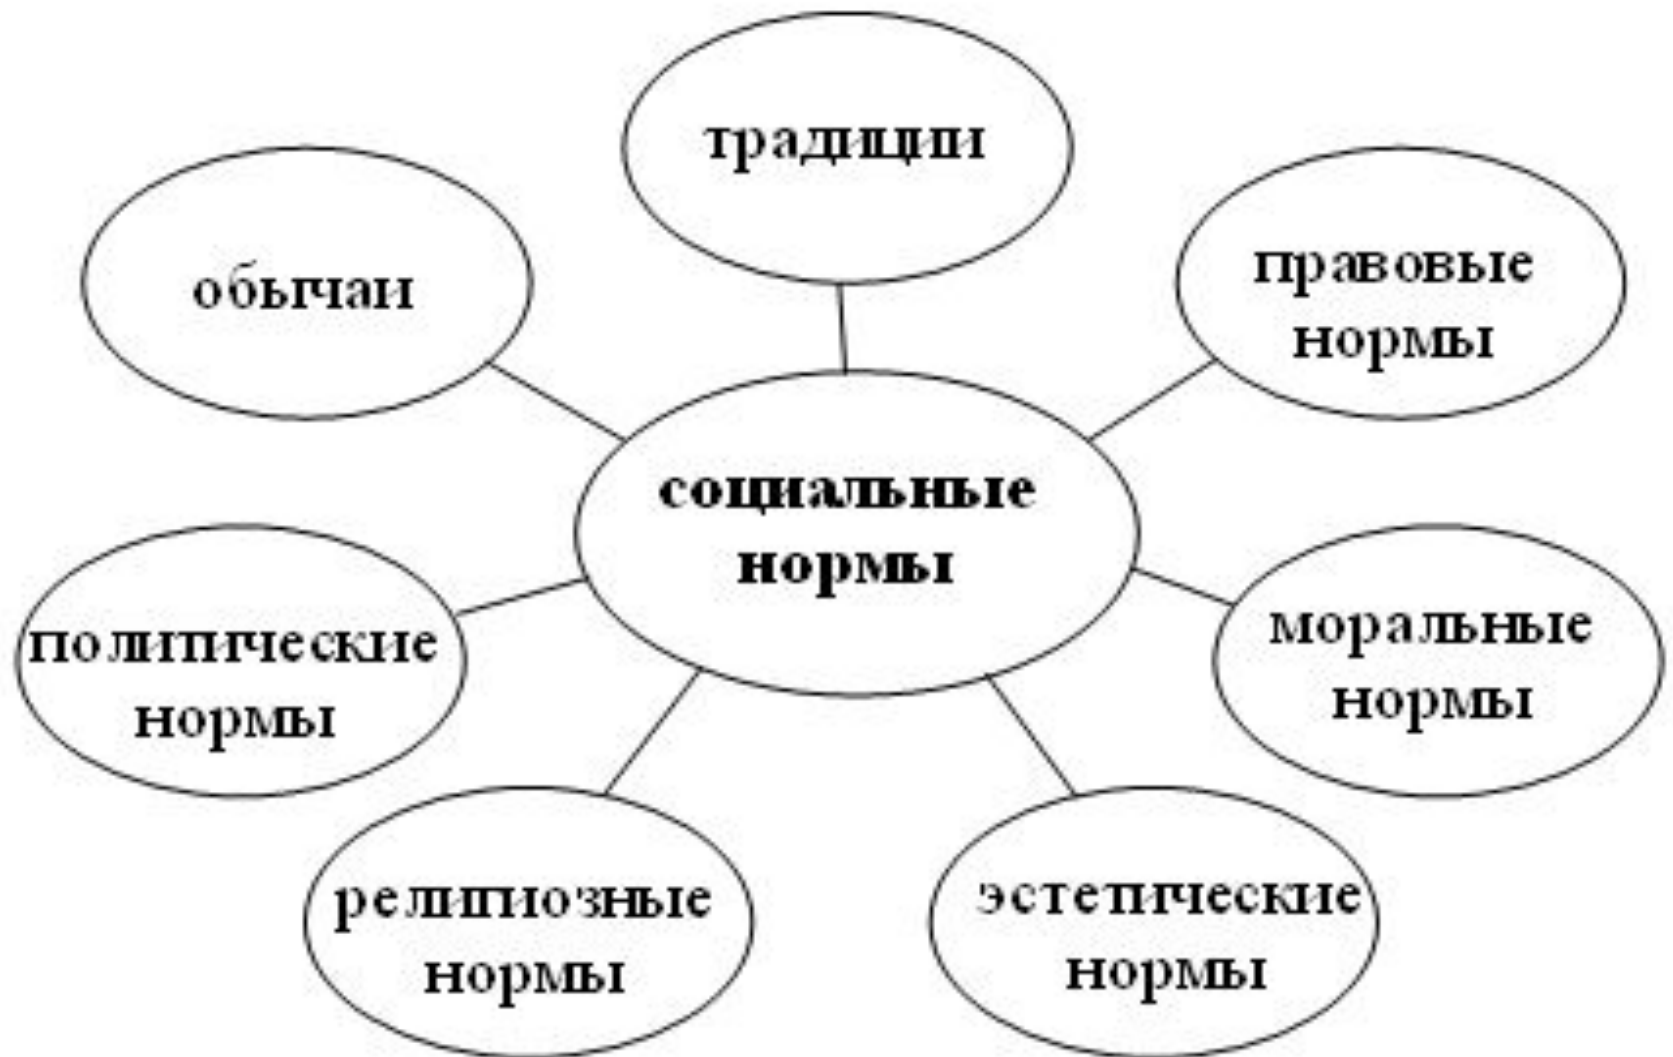 традиции
обычаи
правовые
нормы
социальные
нормы
политические
нормы
моральные
нормы
религиозные
нормы
эстетические
нормы